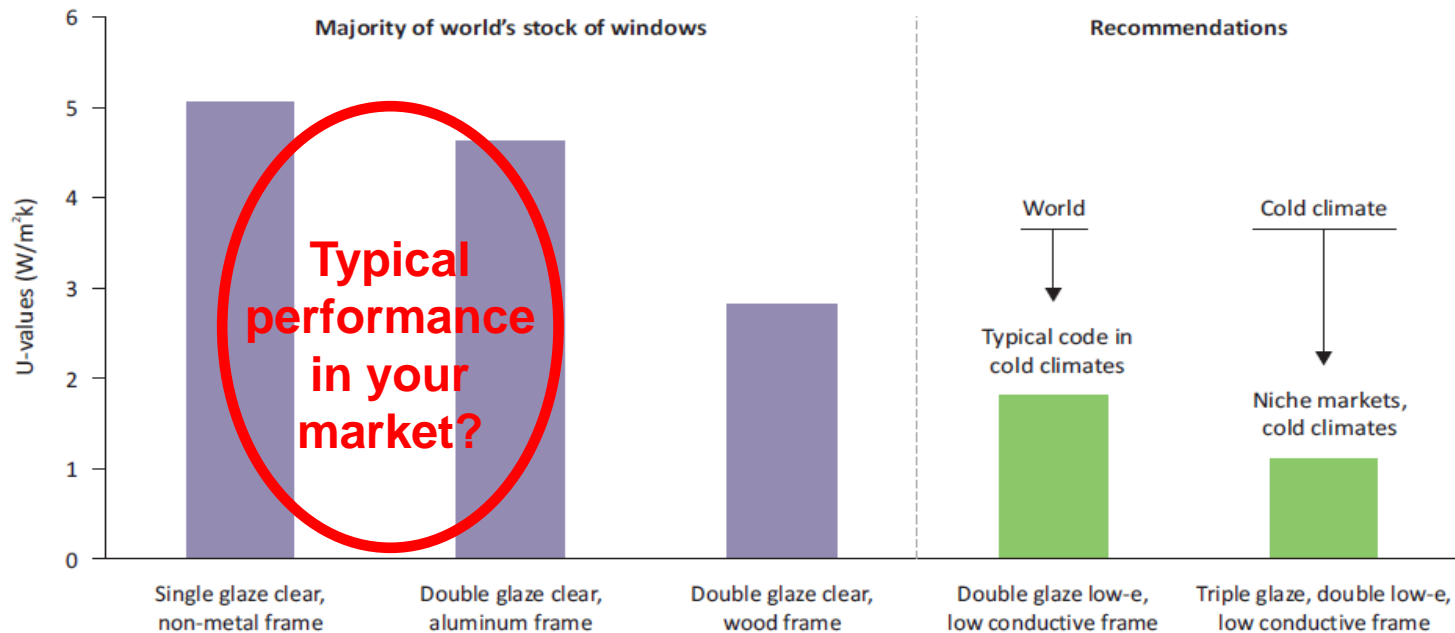 Majority of world's stock of windows
Recommendations
6
5
4
3
2
1
0
U-values (W/m²k)
Typical
performance
in your
market?
World
Typical code in
cold climates
Cold climate
Niche markets,
cold climates
Single glaze clear,
non-metal frame
Double glaze clear,
aluminum frame
Double glaze clear,
wood frame
Double glaze low-e,
low conductive frame
Triple glaze, double low-e,
low conductive frame